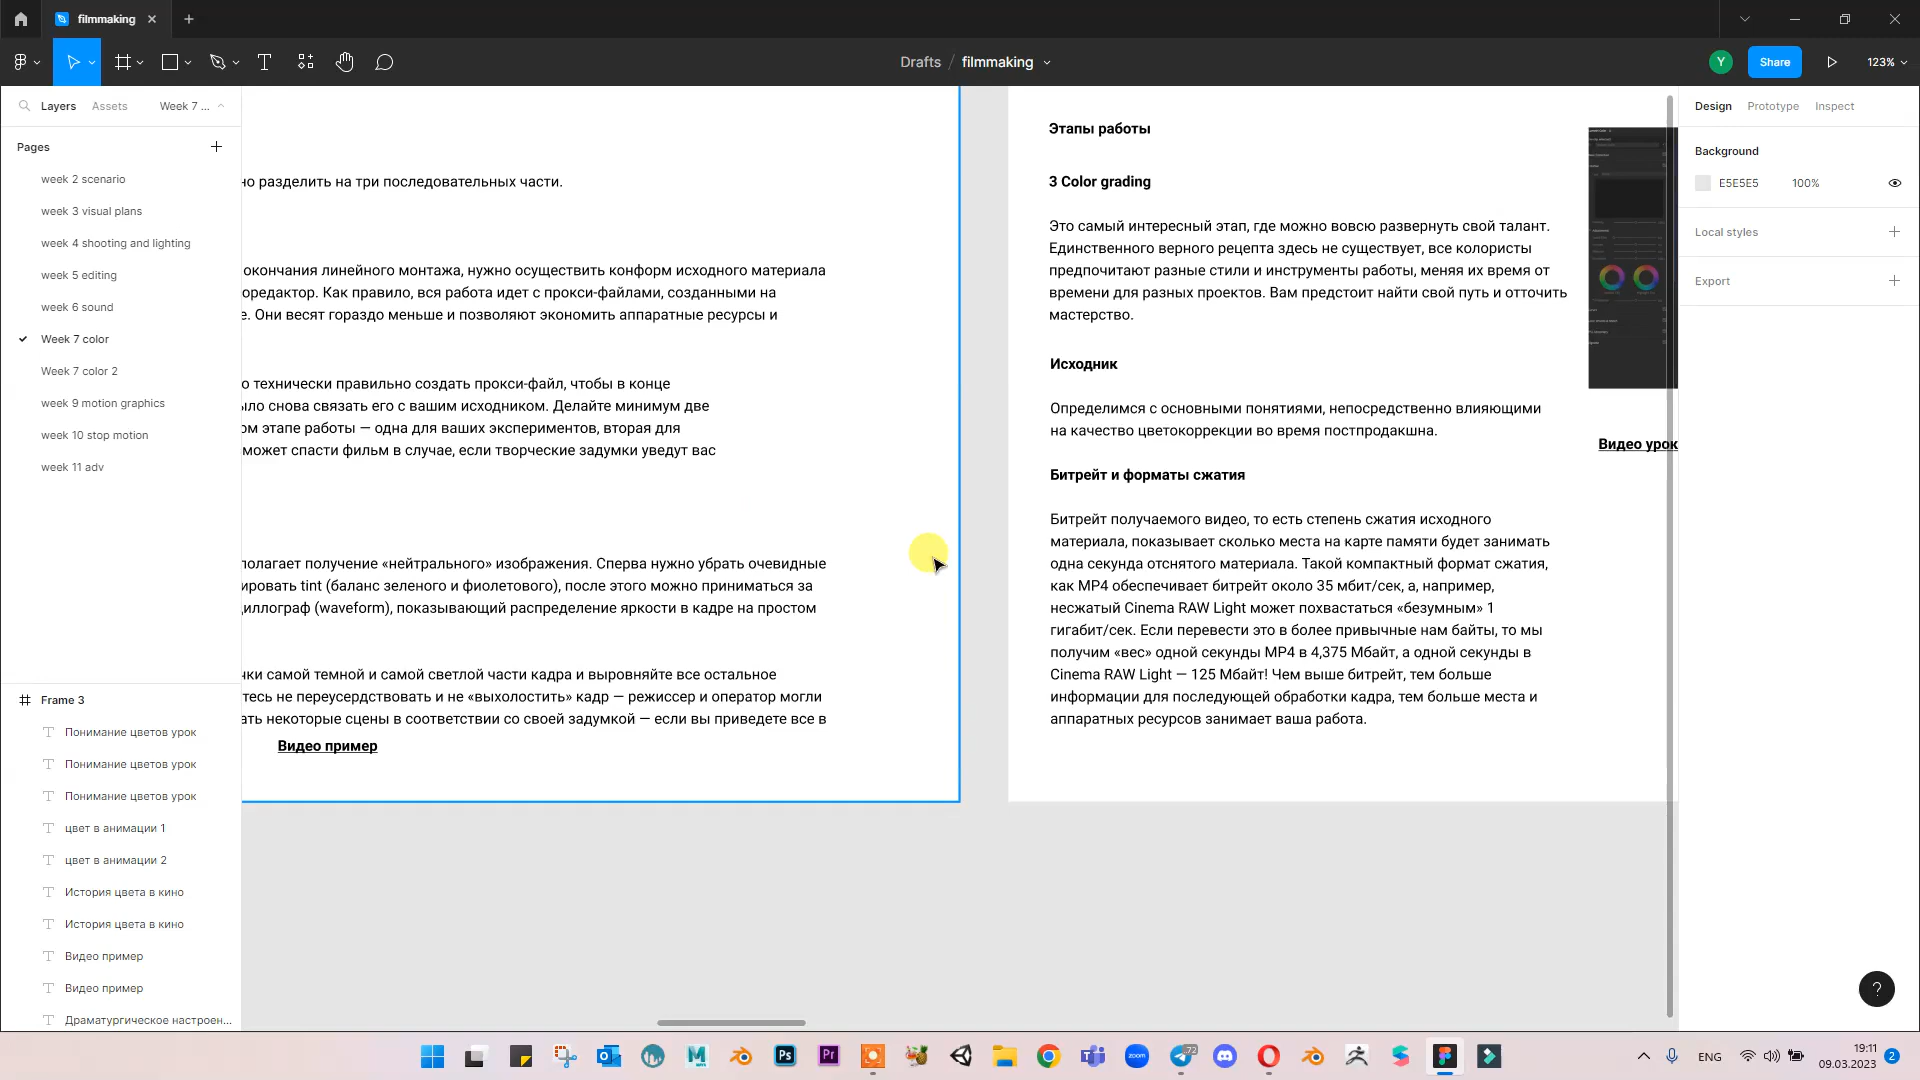 filmmaking
Drafts / filmmaking
Y
Share
123%
Layers
Assets
Week 7 ...
Pages
week 2 scenario
week 3 visual plans
week 4 shooting and lighting
week 5 editing
week 6 sound
Week 7 color
Week 7 color 2
week 9 motion graphics
week 10 stop motion
week 11 adv
Frame 3
Понимание цветов урок
Понимание цветов урок
Понимание цветов урок
цвет в анимации 1
цвет в анимации 2
История цвета в кино
История цвета в кино
Видео пример
Видео пример
Драматургическое настроен...
но разделить на три последовательных части.
окончания линейного монтажа, нужно осуществить конформ исходного материала
оредактор. Как правило, вся работа идет с прокси-файлами, созданными на
е. Они весят гораздо меньше и позволяют экономить аппаратные ресурсы и
о технически правильно создать прокси-файл, чтобы в конце
ыло снова связать его с вашим исходником. Делайте минимум две
ом этапе работы — одна для ваших экспериментов, вторая для
может спасти фильм в случае, если творческие задумки уведут вас
полагает получение «нейтрального» изображения. Сперва нужно убрать очевидные
ировать tint (баланс зеленого и фиолетового), после этого можно приниматься за
циллограф (waveform), показывающий распределение яркости в кадре на простом
чки самой темной и самой светлой части кадра и выровняйте все остальное
тесь не переусердствовать и не «выхолостить» кадр — режиссер и оператор могли
ать некоторые сцены в соответствии со своей задумкой — если вы приведете все в
Видео пример
Этапы работы
3 Color grading
Это самый интересный этап, где можно вовсю развернуть свой талант.
Единственного верного рецепта здесь не существует, все колористы
предпочитают разные стили и инструменты работы, меняя их время от
времени для разных проектов. Вам предстоит найти свой путь и отточить
мастерство.
Исходник
Определимся с основными понятиями, непосредственно влияющими
на качество цветокоррекции во время постпродакшна.
Битрейт и форматы сжатия
Битрейт получаемого видео, то есть степень сжатия исходного
материала, показывает сколько места на карте памяти будет занимать
одна секунда отснятого материала. Такой компактный формат сжатия,
как MP4 обеспечивает битрейт около 35 мбит/сек, а, например,
несжатый Cinema RAW Light может похвастаться «безумным» 1
гигабит/сек. Если перевести это в более привычные нам байты, то мы
получим «вес» одной секунды MP4 в 4,375 Мбайт, а одной секунды в
Cinema RAW Light — 125 Мбайт! Чем выше битрейт, тем больше
информации для последующей обработки кадра, тем больше места и
аппаратных ресурсов занимает ваша работа.
Видео урок
Design
Prototype
Inspect
Background
E5E5E5
100%
Local styles
Export
?
Ps
Pr
zoom
72
ENG
19:11
09.03.2023
2